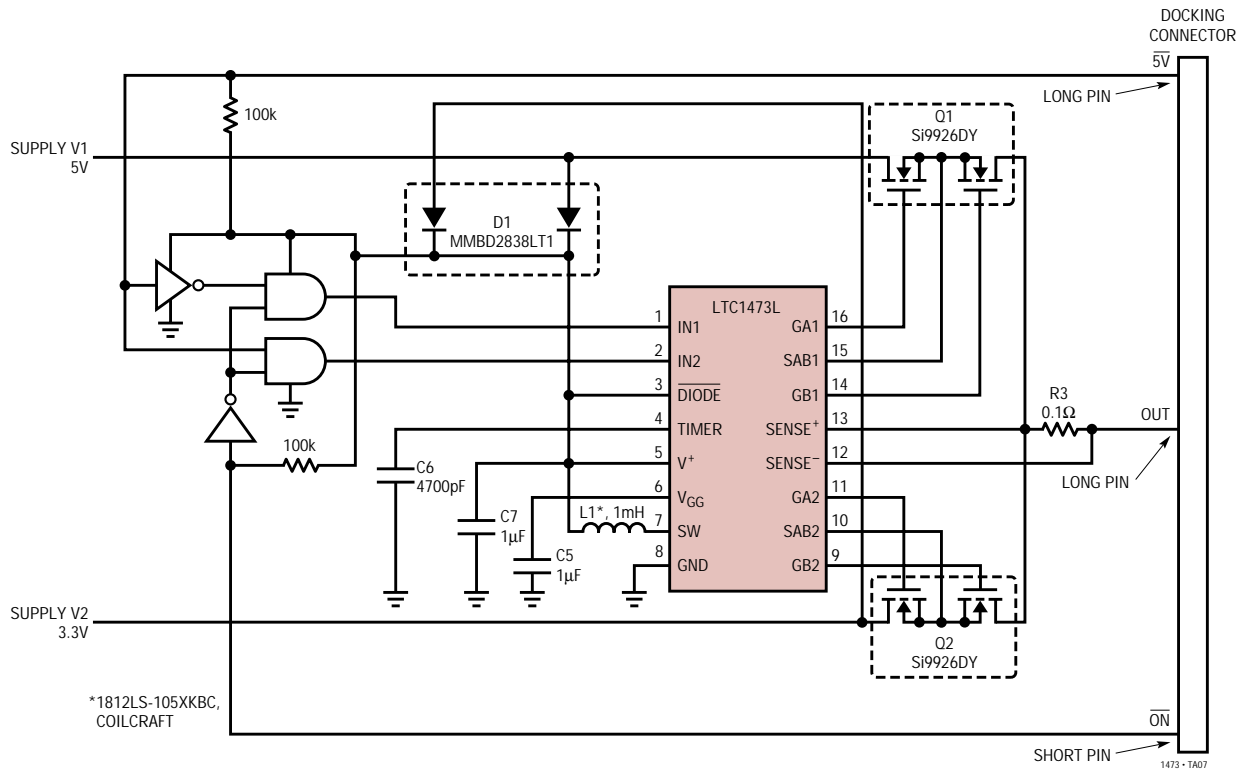 DOCKING
CONNECTOR
5V
LONG PIN
100k
Q1
Si9926DY
SUPPLY V1
5V
D1
MMBD2838LT1
LTC1473L
1 IN1
2 IN2
3 DIODE
4 TIMER
5 V+
6 VGG
7 SW
8 GND
GA1 16
SAB1 15
GB1 14
SENSE+ 13
SENSE– 12
GA2 11
SAB2 10
GB2 9
R3
0.1Ω
OUT
LONG PIN
100k
C6
4700pF
C7
1µF
L1*, 1mH
C5
1µF
SUPPLY V2
3.3V
Q2
Si9926DY
*1812LS-105XKBC,
COILCRAFT
ON
SHORT PIN
1473 • TA07